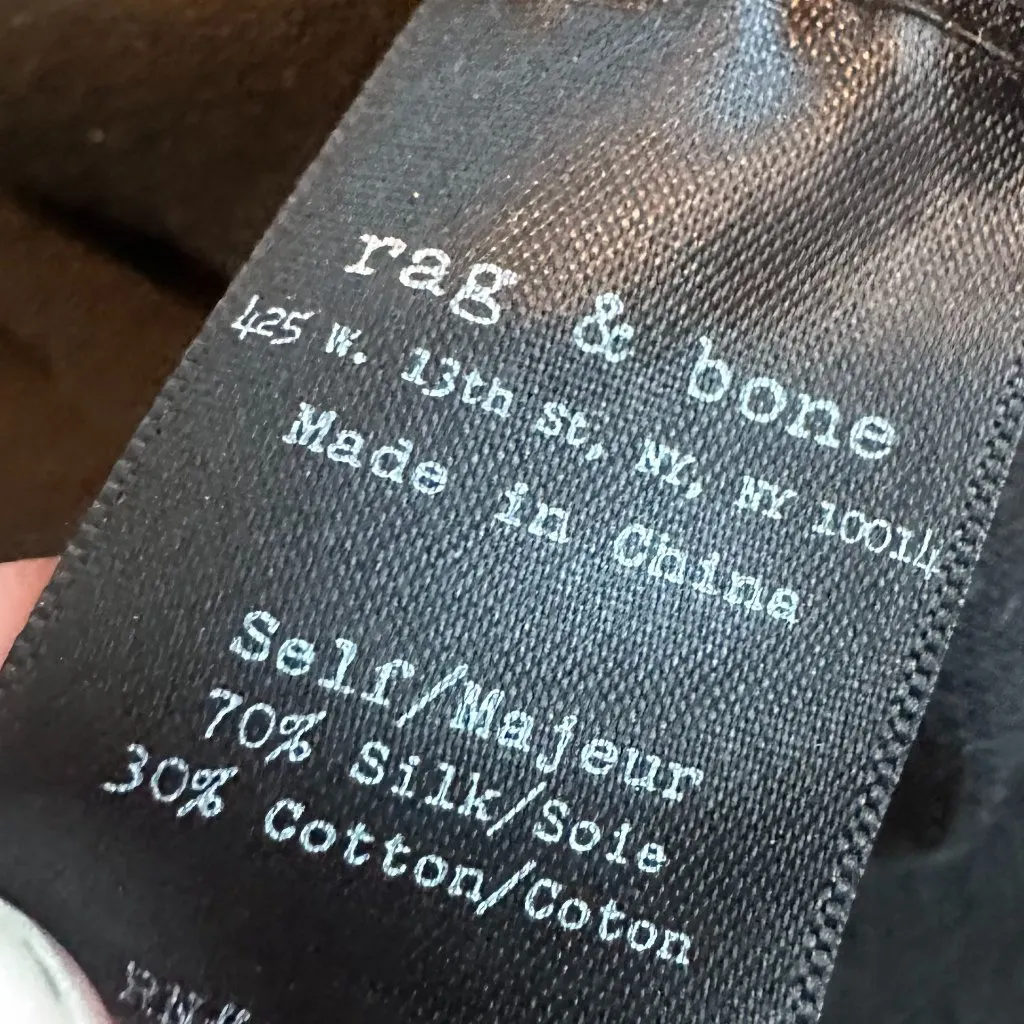 rag & bone
425 W. 13th St, NY, NY 10014
Made in China
Self/Majeur
70% Silk/Soie
30% Cotton/Coton
RN#